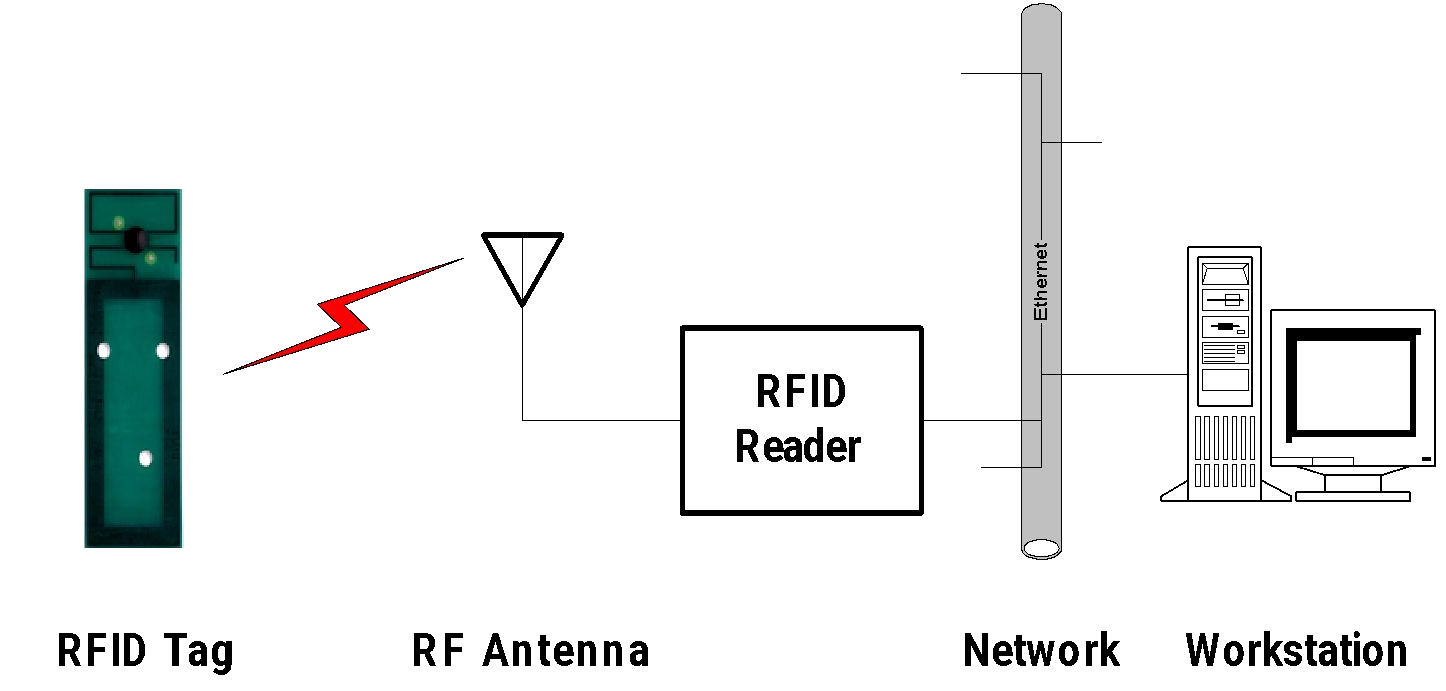 Ethernet
RFID
Reader
RFID Tag
RF Antenna
Network
Workstation